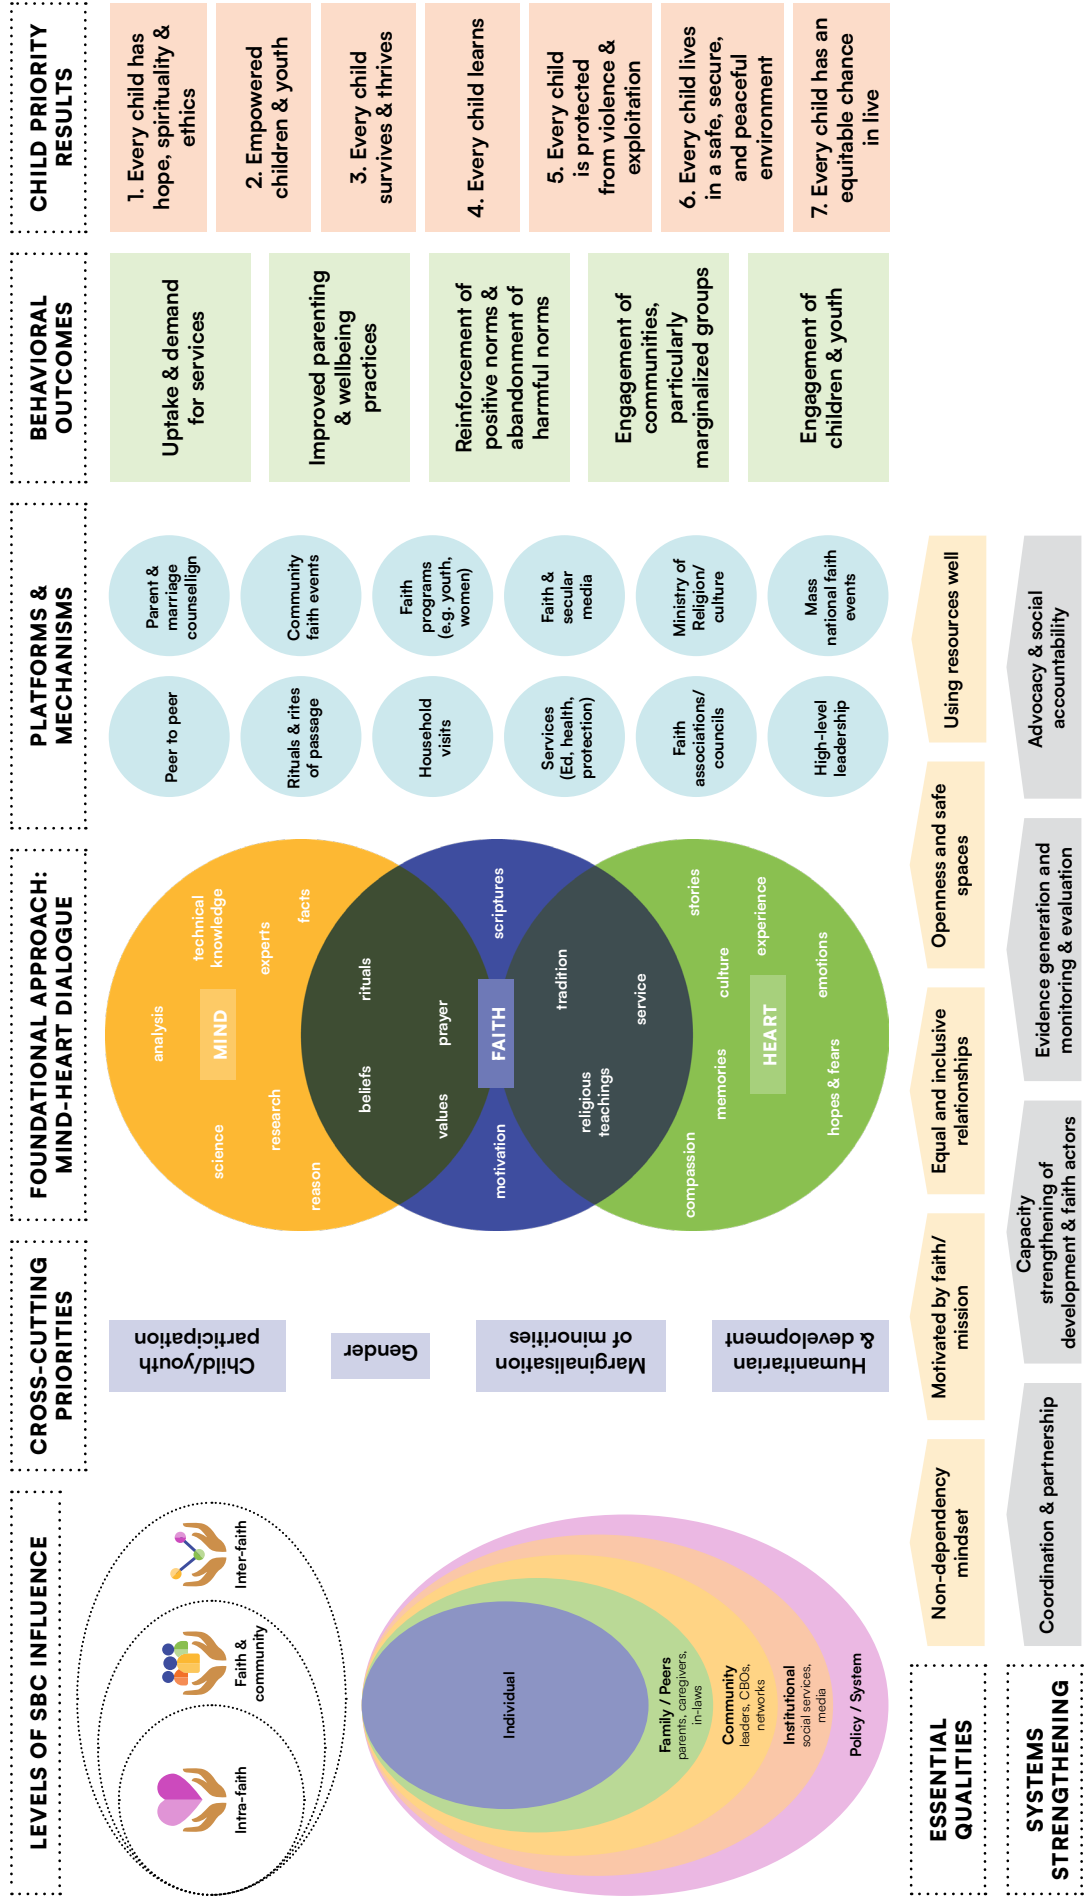 LEVELS OF SBC INFLUENCE
Intra-faith
Faith &
community
Inter-faith
Individual
Family / Peers
parents, caregivers,
in-laws
Community
leaders, CBOs,
networks
Institutional
social services,
media
Policy / System
CROSS-CUTTING
PRIORITIES
Child/youth
participation
Gender
Marginalisation
of minorities
Humanitarian
& development
FOUNDATIONAL APPROACH:
MIND-HEART DIALOGUE
analysis
technical
knowledge
science
MIND
experts
research
facts
reason
beliefs
rituals
values
prayer
motivation
FAITH
scriptures
tradition
religious
teachings
service
compassion
stories
memories
culture
experience
HEART
hopes & fears
emotions
PLATFORMS &
MECHANISMS
Peer to peer
Parent &
marriage
counsellign
Rituals & rites
of passage
Community
faith events
Household
visits
Faith
programs
(e.g. youth,
women)
Services
(Ed, health,
protection)
Faith &
secular
media
Faith
associations/
councils
Ministry of
Religion/
culture
High-level
leadership
Mass
national faith
events
BEHAVIORAL
OUTCOMES
Uptake & demand
for services
Improved parenting
& wellbeing
practices
Reinforcement of
positive norms &
abandonment of
harmful norms
Engagement of
communities,
particularly
marginalized groups
Engagement of
children & youth
CHILD PRIORITY
RESULTS
1. Every child has
hope, spirituality &
ethics
2. Empowered
children & youth
3. Every child
survives & thrives
4. Every child learns
5. Every child
is protected
from violence &
exploitation
6. Every child lives
in a safe, secure,
and peaceful
environment
7. Every child has an
equitable chance
in live
ESSENTIAL
QUALITIES
Non-dependency
mindset
Motivated by faith/
mission
Equal and inclusive
relationships
Openness and safe
spaces
Using resources well
SYSTEMS
STRENGTHENING
Coordination & partnership
Capacity
strengthening of
development & faith actors
Evidence generation and
monitoring & evaluation
Advocacy & social
accountability